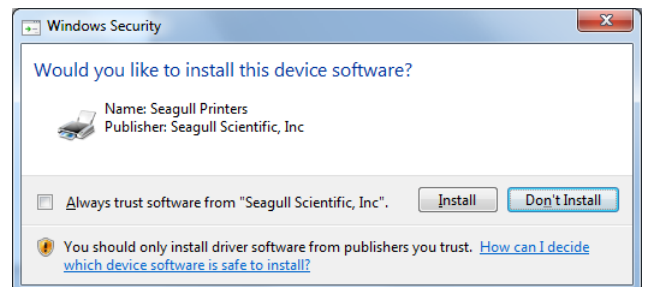 Windows Security
Would you like to install this device software?
Name: Seagull Printers
Publisher: Seagull Scientific, Inc
Always trust software from "Seagull Scientific, Inc".
Install
Don't Install
You should only install driver software from publishers you trust. How can I decide
which device software is safe to install?